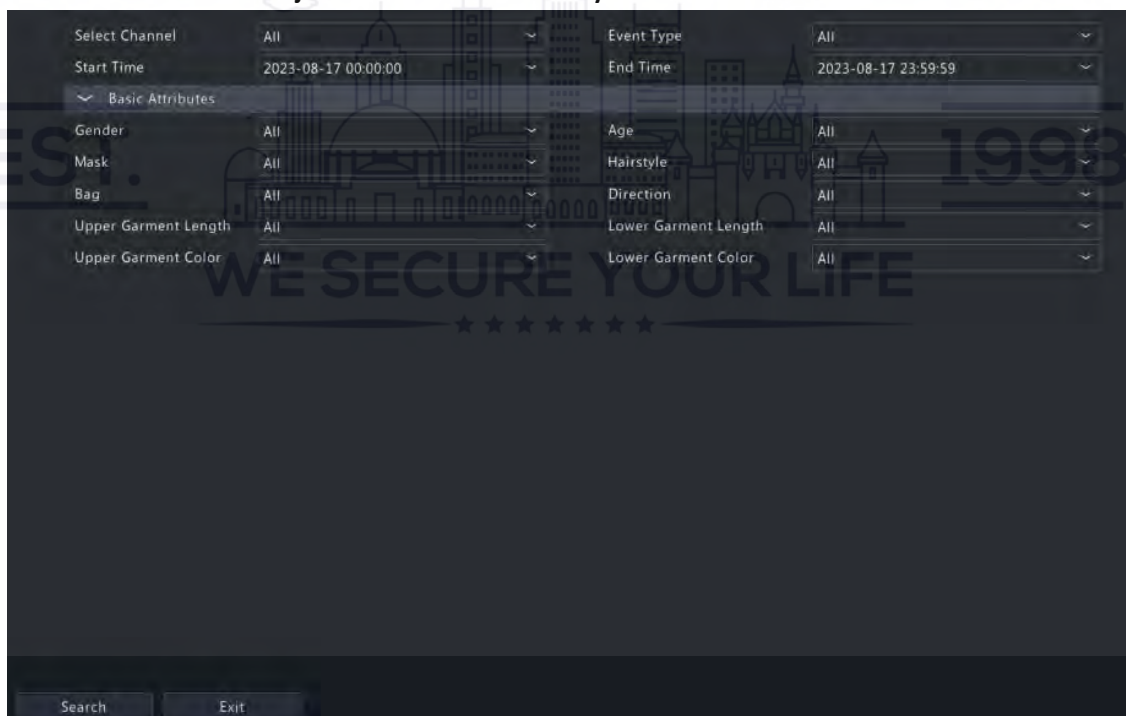 Select Channel All Event Type All
Start Time 2023-08-17 00:00:00 End Time 2023-08-17 23:59:59
Basic Attributes
Gender All Age All
Mask All Hairstyle All
Bag All Direction All
Upper Garment Length All Lower Garment Length All
Upper Garment Color All Lower Garment Color All
EST. 1998
WE SECURE YOUR LIFE
Search Exit